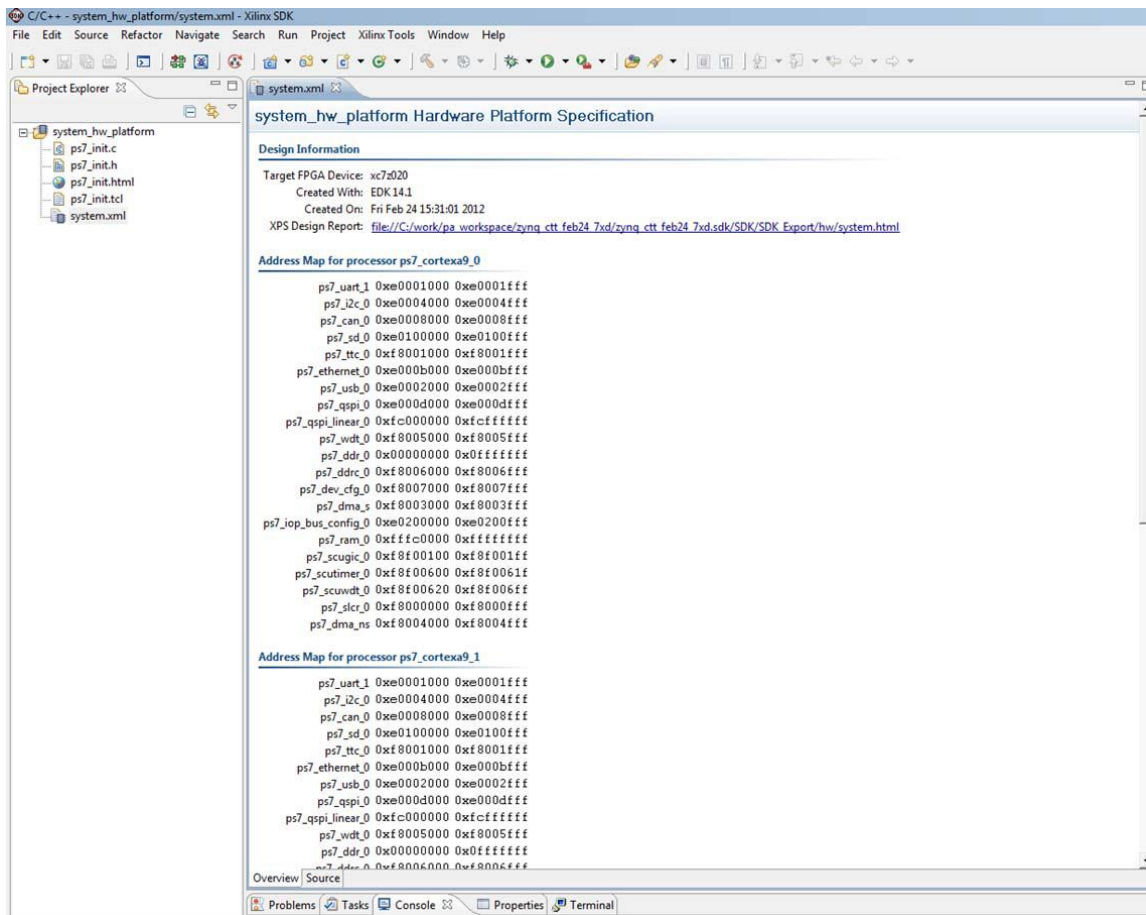 C/C++ - system_hw_platform/system.xml - Xilinx SDK
File Edit Source Refactor Navigate Search Run Project Xilinx Tools Window Help
Project Explorer
system.xml
system_hw_platform
ps7_init.c
ps7_init.h
ps7_init.html
ps7_init.tcl
system.xml
system_hw_platform Hardware Platform Specification
Design Information
Target FPGA Device: xc7z020
Created With: EDK 14.1
Created On: Fri Feb 24 15:31:01 2012
XPS Design Report: file://C:/work/pa_workspace/zynq_ctt_feb24_7xd/zynq_ctt_feb24_7xd.sdk/SDK/SDK_Export/hw/system.html
Address Map for processor ps7_cortexa9_0
ps7_uart_1 0xe0001000 0xe0001fff
ps7_i2c_0 0xe0004000 0xe0004fff
ps7_can_0 0xe0008000 0xe0008fff
ps7_sd_0 0xe0100000 0xe0100fff
ps7_ttc_0 0xf8001000 0xf8001fff
ps7_ethernet_0 0xe000b000 0xe000bfff
ps7_usb_0 0xe0002000 0xe0002fff
ps7_qspi_0 0xe000d000 0xe000dfff
ps7_qspi_linear_0 0xfc000000 0xfcffffff
ps7_wdt_0 0xf8005000 0xf8005fff
ps7_ddr_0 0x00000000 0x0fffffff
ps7_ddrc_0 0xf8006000 0xf8006fff
ps7_dev_cfg_0 0xf8007000 0xf8007fff
ps7_dma_s 0xf8003000 0xf8003fff
ps7_iop_bus_config_0 0xe0200000 0xe0200fff
ps7_ram_0 0xfffc0000 0xffffffff
ps7_scugic_0 0xf8f00100 0xf8f001ff
ps7_scutimer_0 0xf8f00600 0xf8f0061f
ps7_scuwdt_0 0xf8f00620 0xf8f006ff
ps7_slcr_0 0xf8000000 0xf8000fff
ps7_dma_ns 0xf8004000 0xf8004fff
Address Map for processor ps7_cortexa9_1
ps7_uart_1 0xe0001000 0xe0001fff
ps7_i2c_0 0xe0004000 0xe0004fff
ps7_can_0 0xe0008000 0xe0008fff
ps7_sd_0 0xe0100000 0xe0100fff
ps7_ttc_0 0xf8001000 0xf8001fff
ps7_ethernet_0 0xe000b000 0xe000bfff
ps7_usb_0 0xe0002000 0xe0002fff
ps7_qspi_0 0xe000d000 0xe000dfff
ps7_qspi_linear_0 0xfc000000 0xfcffffff
ps7_wdt_0 0xf8005000 0xf8005fff
ps7_ddr_0 0x00000000 0x0fffffff
ps7_ddrc_0 0xf8006000 0xf8006fff
Overview Source
Problems Tasks Console Properties Terminal